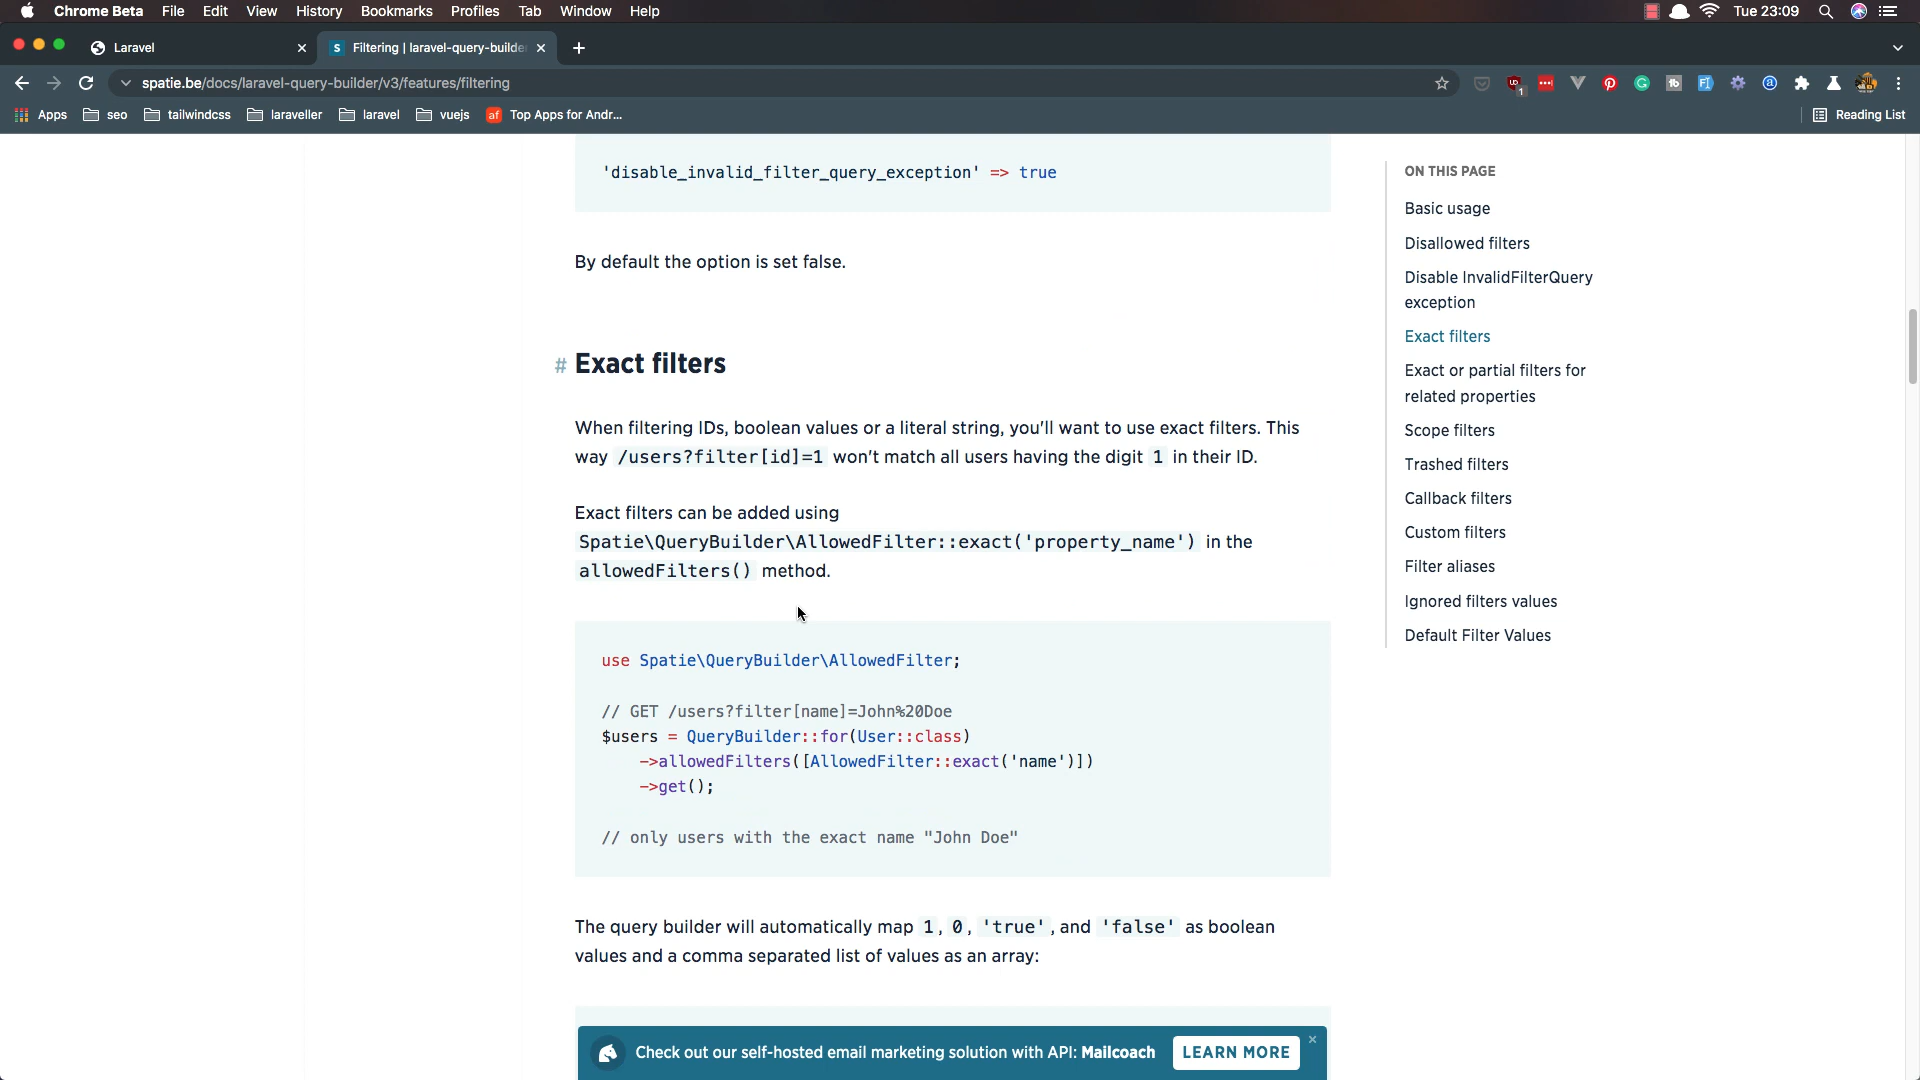 Chrome Beta File Edit View History Bookmarks Profiles Tab Window Help Tue 23:09
Laravel Filtering | laravel-query-builde
spatie.be/docs/laravel-query-builder/v3/features/filtering
Apps seo tailwindcss laraveller laravel vuejs af Top Apps for Andr... Reading List
'disable_invalid_filter_query_exception' => true
By default the option is set false.
# Exact filters
When filtering IDs, boolean values or a literal string, you'll want to use exact filters. This
way /users?filter[id]=1 won't match all users having the digit 1 in their ID.
Exact filters can be added using
Spatie\QueryBuilder\AllowedFilter::exact('property_name') in the
allowedFilters() method.
use Spatie\QueryBuilder\AllowedFilter;
// GET /users?filter[name]=John%20Doe
$users = QueryBuilder::for(User::class)
->allowedFilters([AllowedFilter::exact('name')])
->get();
// only users with the exact name "John Doe"
The query builder will automatically map 1, 0, 'true', and 'false' as boolean
values and a comma separated list of values as an array:
Check out our self-hosted email marketing solution with API: Mailcoach LEARN MORE
ON THIS PAGE
Basic usage
Disallowed filters
Disable InvalidFilterQuery
exception
Exact filters
Exact or partial filters for
related properties
Scope filters
Trashed filters
Callback filters
Custom filters
Filter aliases
Ignored filters values
Default Filter Values